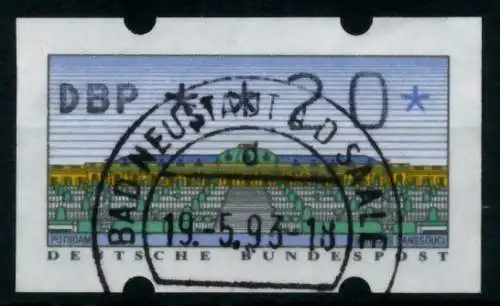 DBP * * 20 *
BAD NEUSTADT A D SAALE
d
19.-5.93-18
POTSDAM SANSSOUCI
DEUTSCHE BUNDESPOST